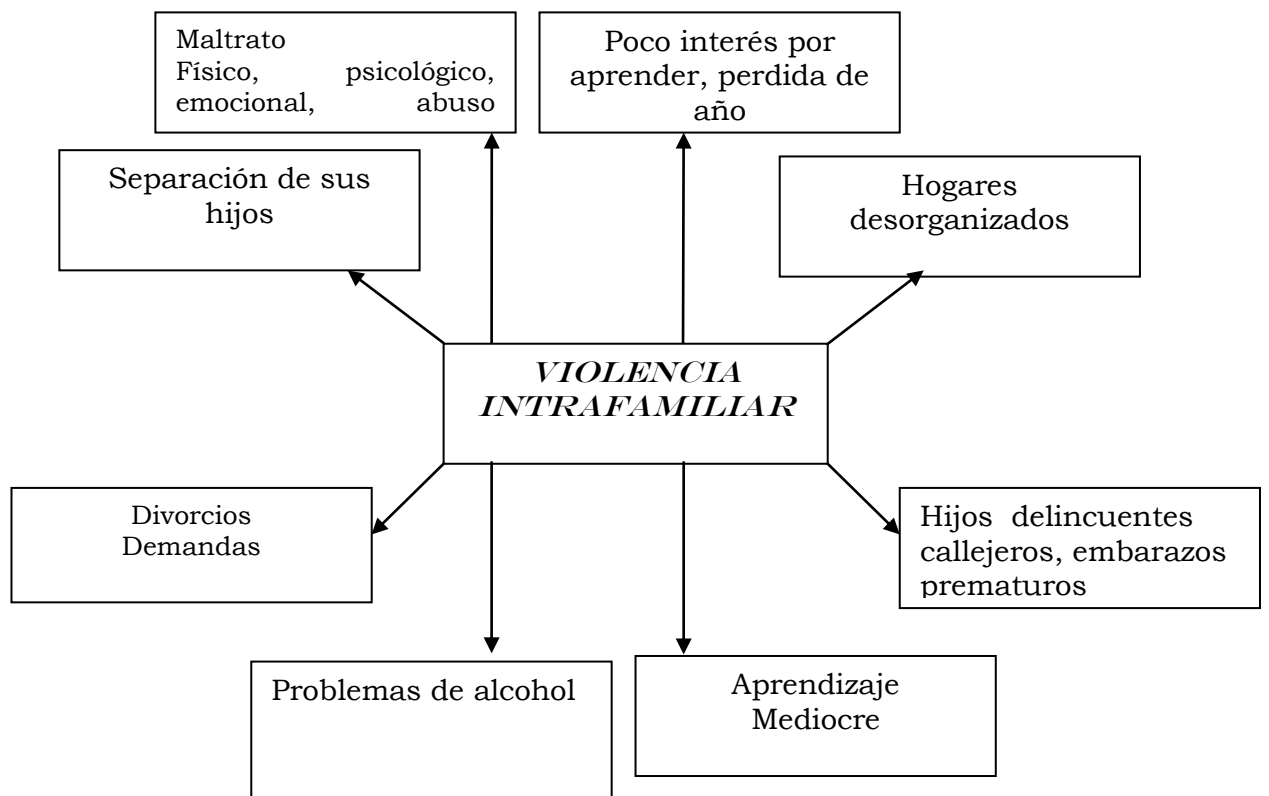 Maltrato
Físico, psicológico,
emocional, abuso
Poco interés por
aprender, perdida de
año
Separación de sus
hijos
Hogares
desorganizados
VIOLENCIA
INTRAFAMILIAR
Divorcios
Demandas
Hijos delincuentes
callejeros, embarazos
prematuros
Problemas de alcohol
Aprendizaje
Mediocre